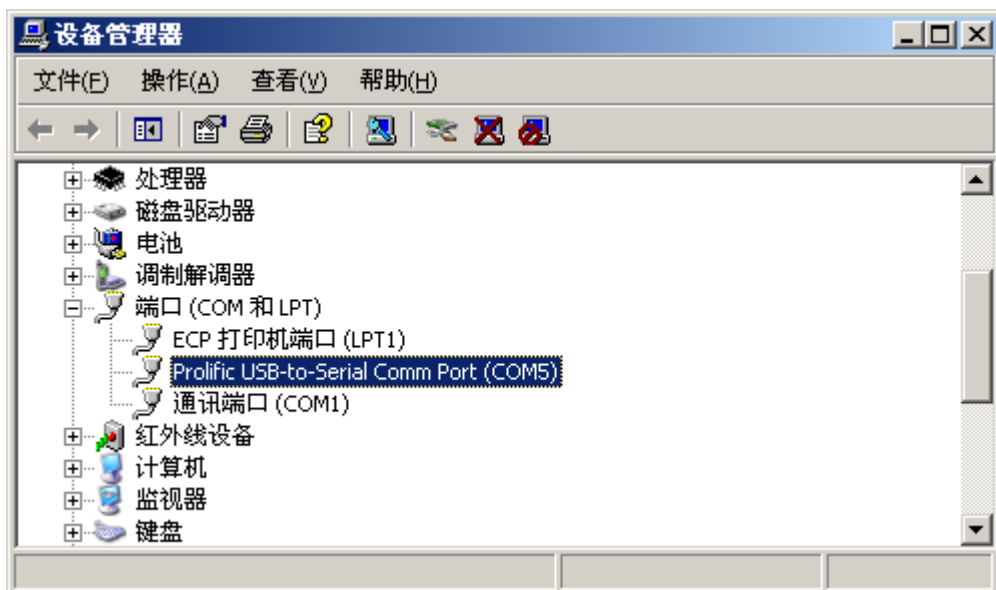 设备管理器
文件(F) 操作(A) 查看(V) 帮助(H)
处理器
磁盘驱动器
电池
调制解调器
端口 (COM 和 LPT)
ECP 打印机端口 (LPT1)
Prolific USB-to-Serial Comm Port (COM5)
通讯端口 (COM1)
红外线设备
计算机
监视器
键盘